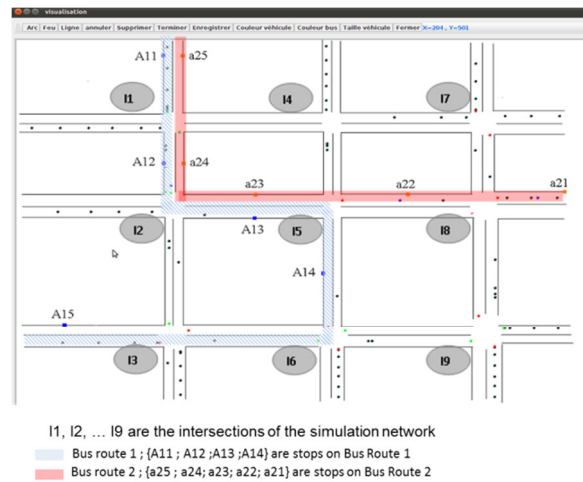 visualisation
Arc Feu Ligne annuler Supprimer Terminer Enregistrer Couleur véhicule Couleur bus Taille véhicule Fermer X=204 , Y=501
A11 a25
I1 I4 I7
A12 a24
a23 a22 a21
I2 A13 I5 I8
A14
A15
I3 I6 I9
I1, I2, … I9 are the intersections of the simulation network
Bus route 1 ; {A11 ; A12 ;A13 ;A14} are stops on Bus Route 1
Bus route 2 ; {a25 ; a24; a23; a22; a21} are stops on Bus Route 2